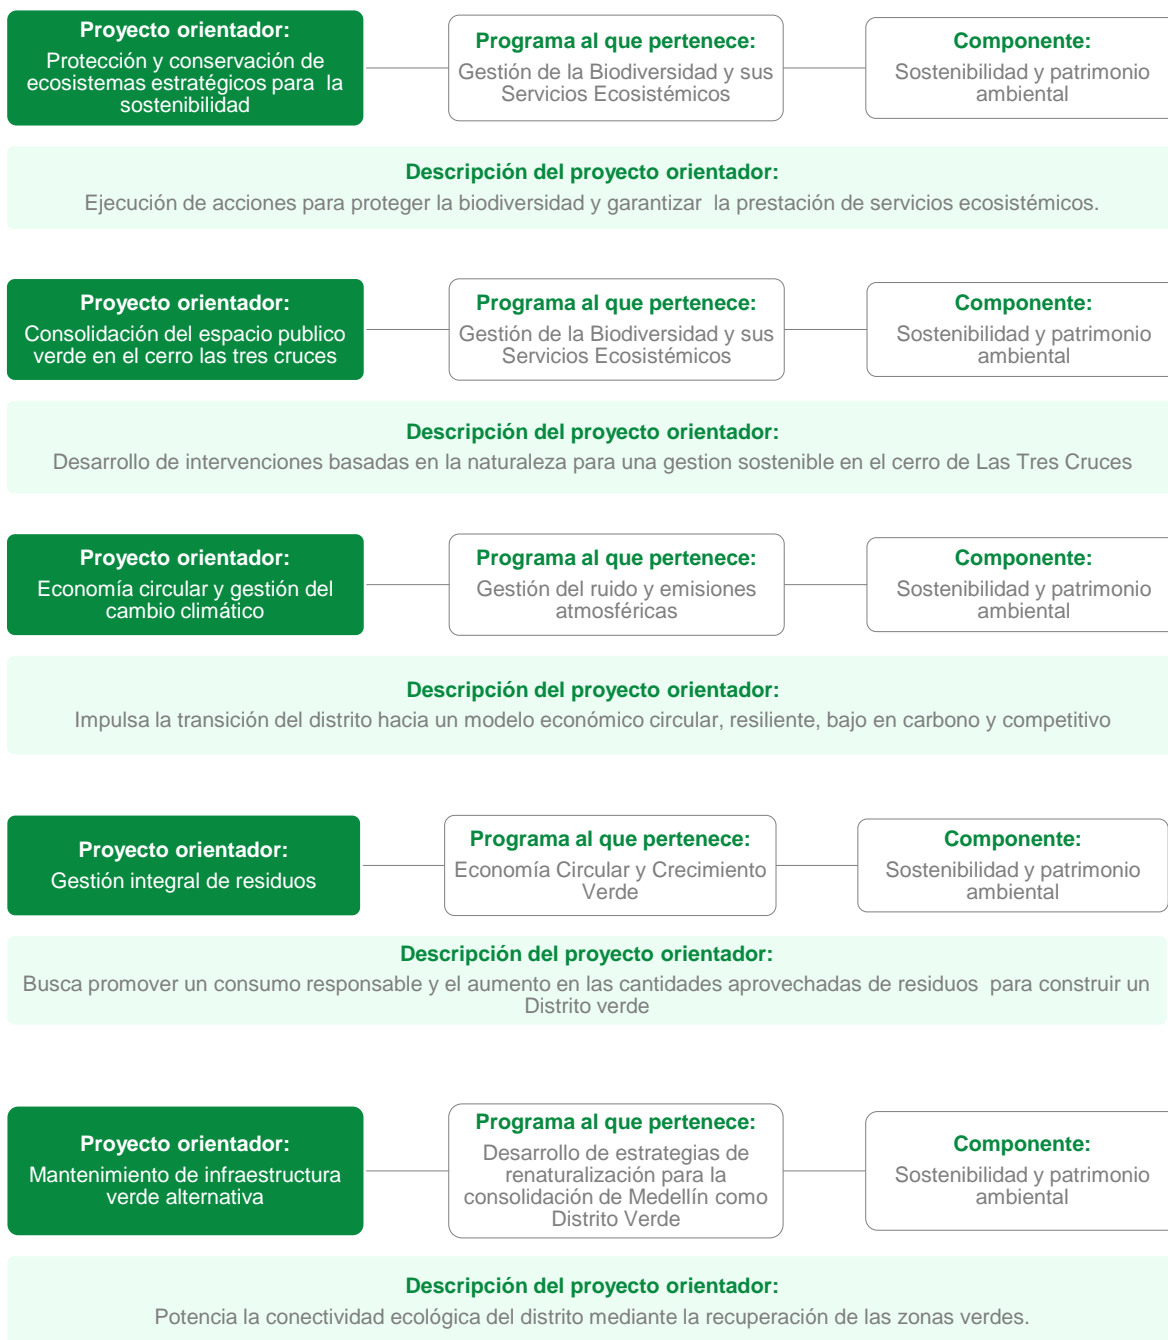 Proyecto orientador:
Protección y conservación de
ecosistemas estratégicos para la
sostenibilidad
Programa al que pertenece:
Gestión de la Biodiversidad y sus
Servicios Ecosistémicos
Componente:
Sostenibilidad y patrimonio
ambiental
Descripción del proyecto orientador:
Ejecución de acciones para proteger la biodiversidad y garantizar la prestación de servicios ecosistémicos.
Proyecto orientador:
Consolidación del espacio publico
verde en el cerro las tres cruces
Programa al que pertenece:
Gestión de la Biodiversidad y sus
Servicios Ecosistémicos
Componente:
Sostenibilidad y patrimonio
ambiental
Descripción del proyecto orientador:
Desarrollo de intervenciones basadas en la naturaleza para una gestion sostenible en el cerro de Las Tres Cruces
Proyecto orientador:
Economía circular y gestión del
cambio climático
Programa al que pertenece:
Gestión del ruido y emisiones
atmosféricas
Componente:
Sostenibilidad y patrimonio
ambiental
Descripción del proyecto orientador:
Impulsa la transición del distrito hacia un modelo económico circular, resiliente, bajo en carbono y competitivo
Proyecto orientador:
Gestión integral de residuos
Programa al que pertenece:
Economía Circular y Crecimiento
Verde
Componente:
Sostenibilidad y patrimonio
ambiental
Descripción del proyecto orientador:
Busca promover un consumo responsable y el aumento en las cantidades aprovechadas de residuos para construir un
Distrito verde
Proyecto orientador:
Mantenimiento de infraestructura
verde alternativa
Programa al que pertenece:
Desarrollo de estrategias de
renaturalización para la
consolidación de Medellín como
Distrito Verde
Componente:
Sostenibilidad y patrimonio
ambiental
Descripción del proyecto orientador:
Potencia la conectividad ecológica del distrito mediante la recuperación de las zonas verdes.